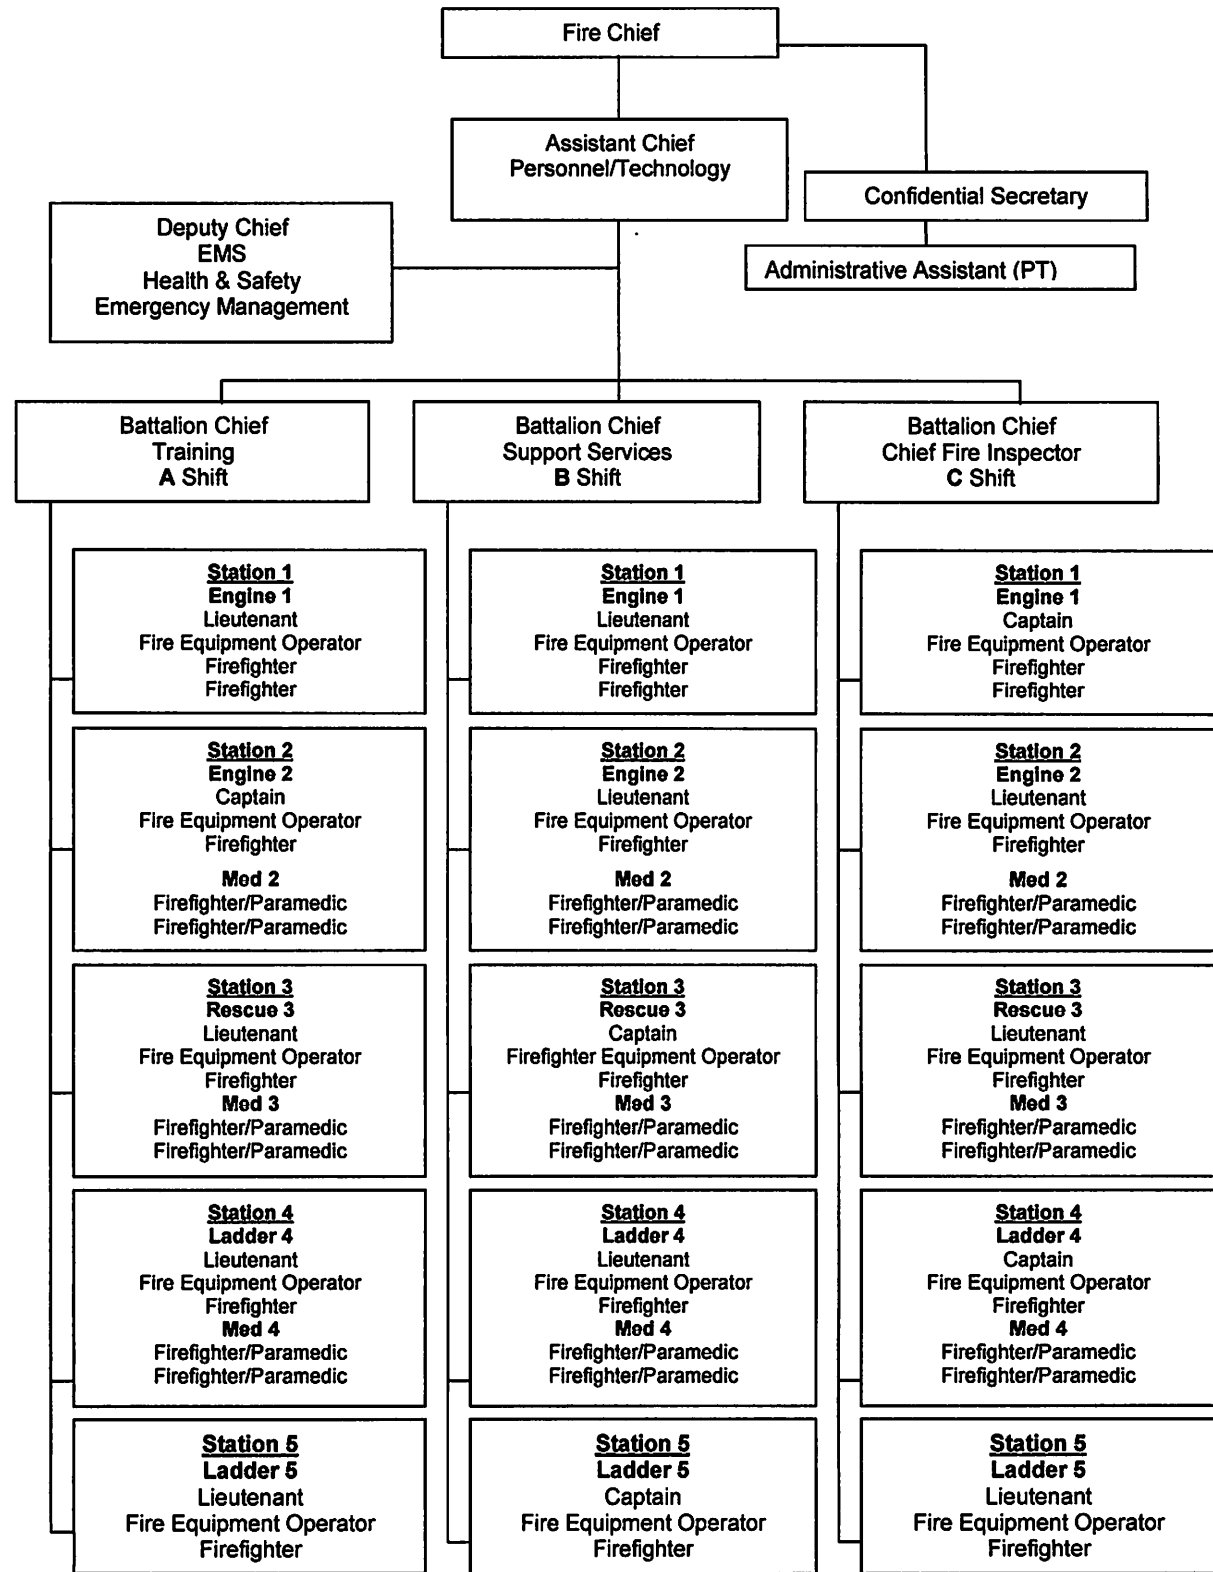 Fire Chief
Assistant Chief
Personnel/Technology
Confidential Secretary
Administrative Assistant (PT)
Deputy Chief
EMS
Health & Safety
Emergency Management
Battalion Chief
Training
A Shift
Battalion Chief
Support Services
B Shift
Battalion Chief
Chief Fire Inspector
C Shift
Station 1
Engine 1
Lieutenant
Fire Equipment Operator
Firefighter
Firefighter
Station 2
Engine 2
Captain
Fire Equipment Operator
Firefighter
Med 2
Firefighter/Paramedic
Firefighter/Paramedic
Station 3
Rescue 3
Lieutenant
Fire Equipment Operator
Firefighter
Med 3
Firefighter/Paramedic
Firefighter/Paramedic
Station 4
Ladder 4
Lieutenant
Fire Equipment Operator
Firefighter
Med 4
Firefighter/Paramedic
Firefighter/Paramedic
Station 5
Ladder 5
Lieutenant
Fire Equipment Operator
Firefighter
Station 1
Engine 1
Lieutenant
Fire Equipment Operator
Firefighter
Firefighter
Station 2
Engine 2
Lieutenant
Fire Equipment Operator
Firefighter
Med 2
Firefighter/Paramedic
Firefighter/Paramedic
Station 3
Rescue 3
Captain
Firefighter Equipment Operator
Firefighter
Med 3
Firefighter/Paramedic
Firefighter/Paramedic
Station 4
Ladder 4
Lieutenant
Fire Equipment Operator
Firefighter
Med 4
Firefighter/Paramedic
Firefighter/Paramedic
Station 5
Ladder 5
Captain
Fire Equipment Operator
Firefighter
Station 1
Engine 1
Captain
Fire Equipment Operator
Firefighter
Firefighter
Station 2
Engine 2
Lieutenant
Fire Equipment Operator
Firefighter
Med 2
Firefighter/Paramedic
Firefighter/Paramedic
Station 3
Rescue 3
Lieutenant
Fire Equipment Operator
Firefighter
Med 3
Firefighter/Paramedic
Firefighter/Paramedic
Station 4
Ladder 4
Captain
Fire Equipment Operator
Firefighter
Med 4
Firefighter/Paramedic
Firefighter/Paramedic
Station 5
Ladder 5
Lieutenant
Fire Equipment Operator
Firefighter